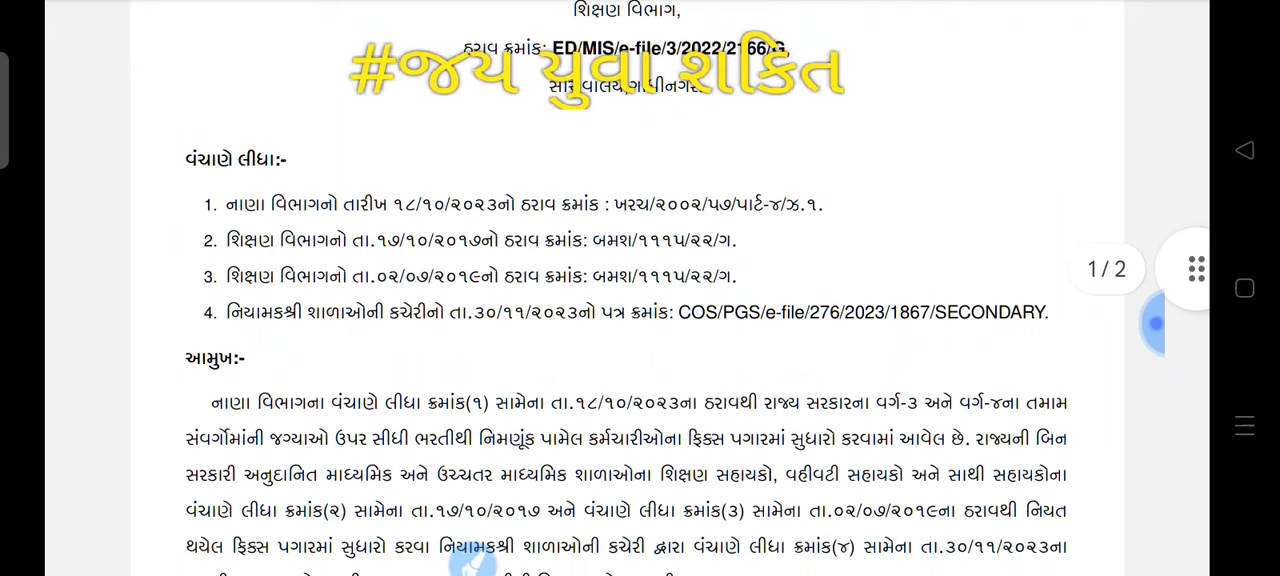 શિક્ષણ વિભાગ,
ઠરાવ ક્રમાંક: ED/MIS/e-file/3/2022/2166/G,
#જય યુવા શકિત
વંચાણે લીધા:-
1. નાણા વિભાગનો તારીખ ૧૮/૧૦/૨૦૨૩નો ઠરાવ ક્રમાંક : ખરચ/૨૦૦૨/૫૭/પાર્ટ-૪/ઝ.૧.
2. શિક્ષણ વિભાગનો તા.૧૭/૧૦/૨૦૧૭નો ઠરાવ ક્રમાંક: બમશ/૧૧૧૫/૨૨/ગ.
3. શિક્ષણ વિભાગનો તા.૦૨/૦૭/૨૦૧૯નો ઠરાવ ક્રમાંક: બમશ/૧૧૧૫/૨૨/ગ.
4. નિયામકશ્રી શાળાઓની કચેરીનો તા.૩૦/૧૧/૨૦૨૩નો પત્ર ક્રમાંક: COS/PGS/e-file/276/2023/1867/SECONDARY.
1 / 2
આમુખ:-
નાણા વિભાગના વંચાણે લીધા ક્રમાંક(૧) સામેના તા.૧૮/૧૦/૨૦૨૩ના ઠરાવથી રાજ્ય સરકારના વર્ગ-૩ અને વર્ગ-૪ના તમામ
સંવર્ગોમાંની જગ્યાઓ ઉપર સીધી ભરતીથી નિમણૂંક પામેલ કર્મચારીઓના ફિક્સ પગારમાં સુધારો કરવામાં આવેલ છે. રાજ્યની બિન
સરકારી અનુદાનિત માધ્યમિક અને ઉચ્ચતર માધ્યમિક શાળાઓના શિક્ષણ સહાયકો, વહીવટી સહાયકો અને સાથી સહાયકોના
વંચાણે લીધા ક્રમાંક(૨) સામેના તા.૧૭/૧૦/૨૦૧૭ અને વંચાણે લીધા ક્રમાંક(૩) સામેના તા.૦૨/૦૭/૨૦૧૯ના ઠરાવથી નિયત
થયેલ ફિક્સ પગારમાં સુધારો કરવા નિયામકશ્રી શાળાઓની કચેરી દ્વારા વંચાણે લીધા ક્રમાંક(૪) સામેના તા.૩૦/૧૧/૨૦૨૩ના